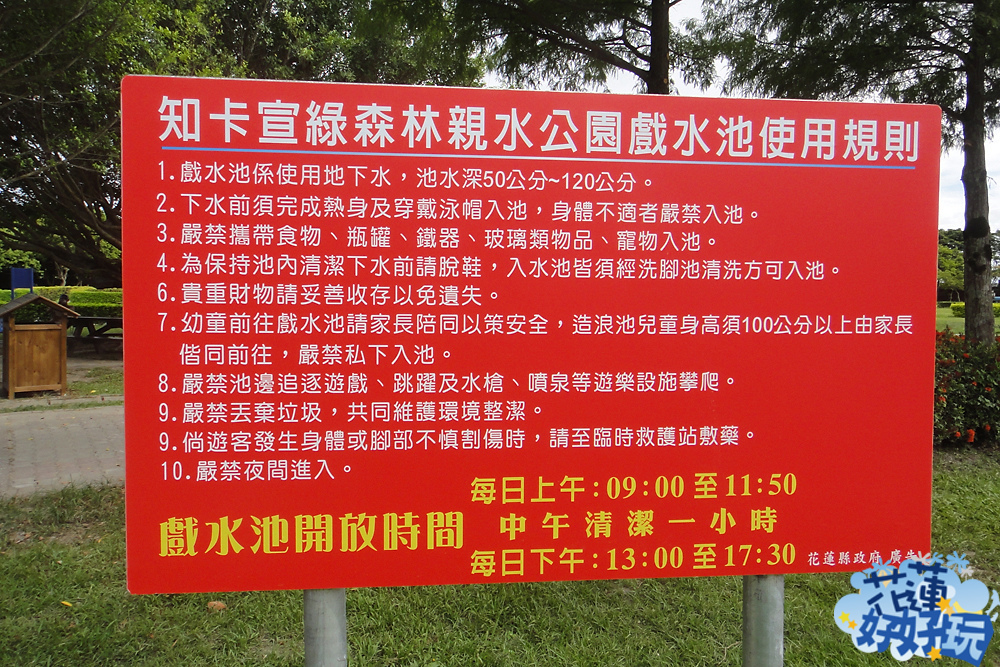 知卡宣綠森林親水公園戲水池使用規則
1.戲水池係使用地下水，池水深50公分~120公分。
2.下水前須完成熱身及穿戴泳帽入池，身體不適者嚴禁入池。
3.嚴禁攜帶食物、瓶罐、鐵器、玻璃類物品、寵物入池。
4.為保持池內清潔下水前請脫鞋，入水池皆須經洗腳池清洗方可入池。
6.貴重財物請妥善收存以免遺失。
7.幼童前往戲水池請家長陪同以策安全，造浪池兒童身高須100公分以上由家長
偕同前往，嚴禁私下入池。
8.嚴禁池邊追逐遊戲、跳躍及水槍、噴泉等遊樂設施攀爬。
9.嚴禁丟棄垃圾，共同維護環境整潔。
9.倘遊客發生身體或腳部不慎割傷時，請至臨時救護站敷藥。
10.嚴禁夜間進入。
每日上午：09:00 至 11:50
戲水池開放時間 中午清潔一小時
每日下午：13:00 至 17:30
花蓮縣政府 廣告
花蓮
好好玩